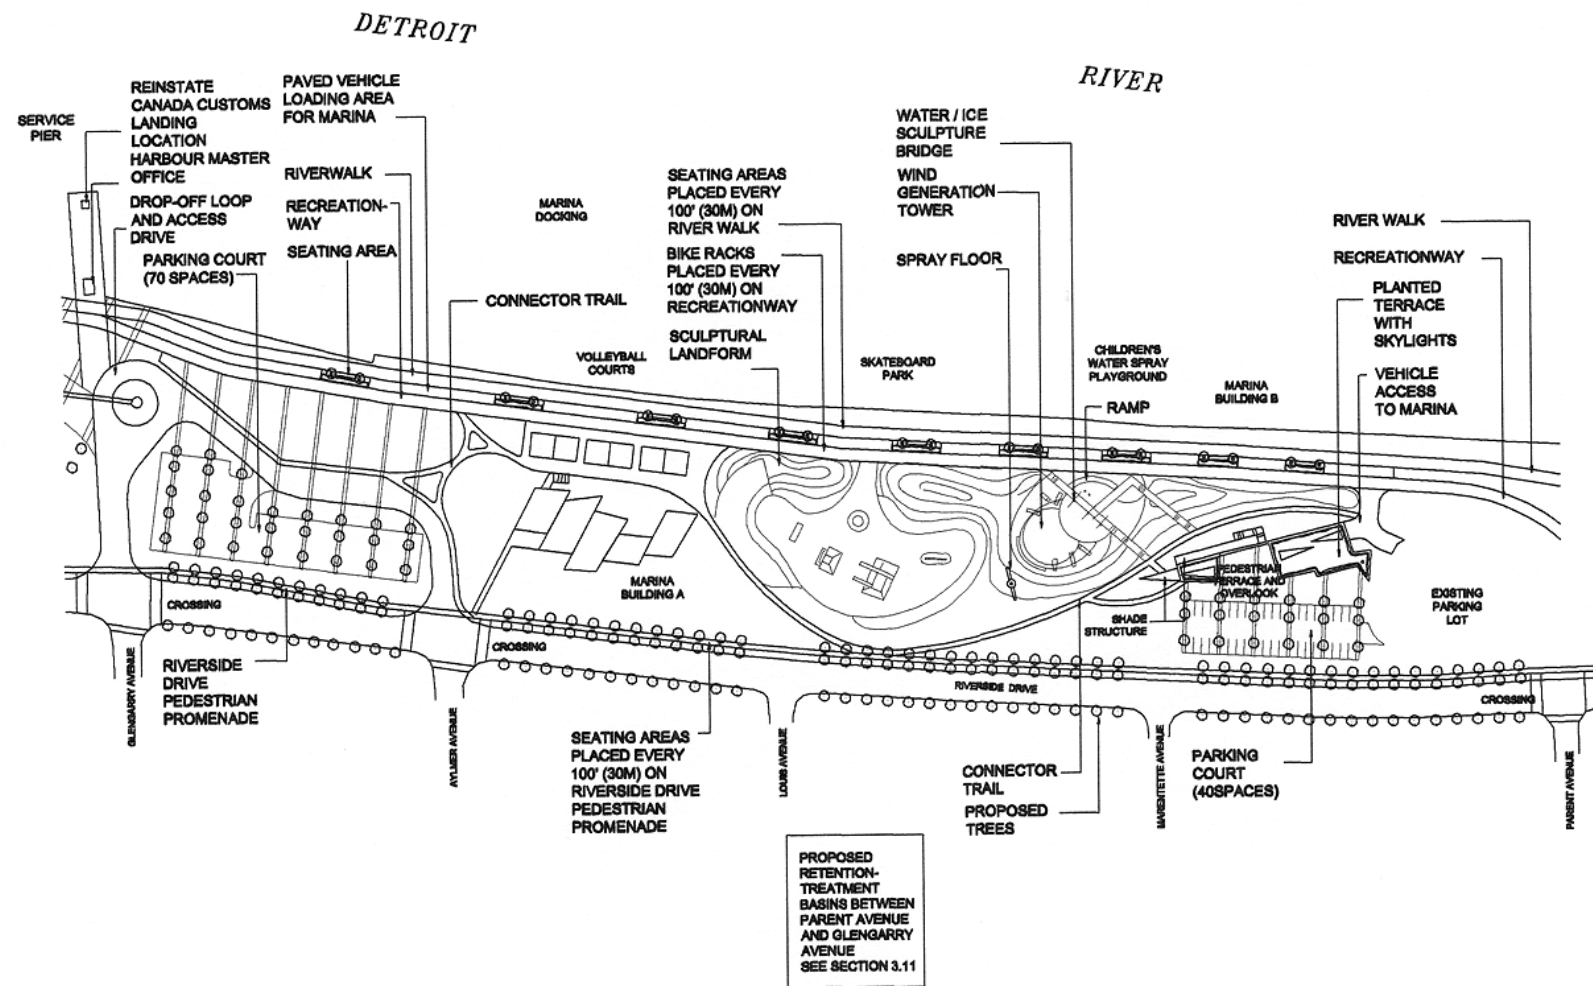 DETROIT
RIVER
SERVICE
PIER
REINSTATE
CANADA CUSTOMS
LANDING
LOCATION
HARBOUR MASTER
OFFICE
DROP-OFF LOOP
AND ACCESS
DRIVE
PARKING COURT
(70 SPACES)
PAVED VEHICLE
LOADING AREA
FOR MARINA
RIVERWALK
RECREATION-
WAY
SEATING AREA
CONNECTOR TRAIL
MARINA
DOCKING
VOLLEYBALL
COURTS
SEATING AREAS
PLACED EVERY
100' (30M) ON
RIVER WALK
BIKE RACKS
PLACED EVERY
100' (30M) ON
RECREATIONWAY
SCULPTURAL
LANDFORM
WATER / ICE
SCULPTURE
BRIDGE
WIND
GENERATION
TOWER
SPRAY FLOOR
SKATEBOARD
PARK
CHILDREN'S
WATER SPRAY
PLAYGROUND
RAMP
MARINA
BUILDING B
RIVER WALK
RECREATIONWAY
PLANTED
TERRACE
WITH
SKYLIGHTS
VEHICLE
ACCESS
TO MARINA
MARINA
BUILDING A
PEDESTRIAN
TERRACE AND
OVERLOOK
SHADE
STRUCTURE
EXISTING
PARKING
LOT
CROSSING
CROSSING
RIVERSIDE DRIVE
CROSSING
GLENGARRY AVENUE
RIVERSIDE
DRIVE
PEDESTRIAN
PROMENADE
AYLMER AVENUE
SEATING AREAS
PLACED EVERY
100' (30M) ON
RIVERSIDE DRIVE
PEDESTRIAN
PROMENADE
LOUIS AVENUE
CONNECTOR
TRAIL
PROPOSED
TREES
MARENTETTE AVENUE
PARKING
COURT
(40SPACES)
PARENT AVENUE
PROPOSED
RETENTION-
TREATMENT
BASINS BETWEEN
PARENT AVENUE
AND GLENGARRY
AVENUE
SEE SECTION 3.11